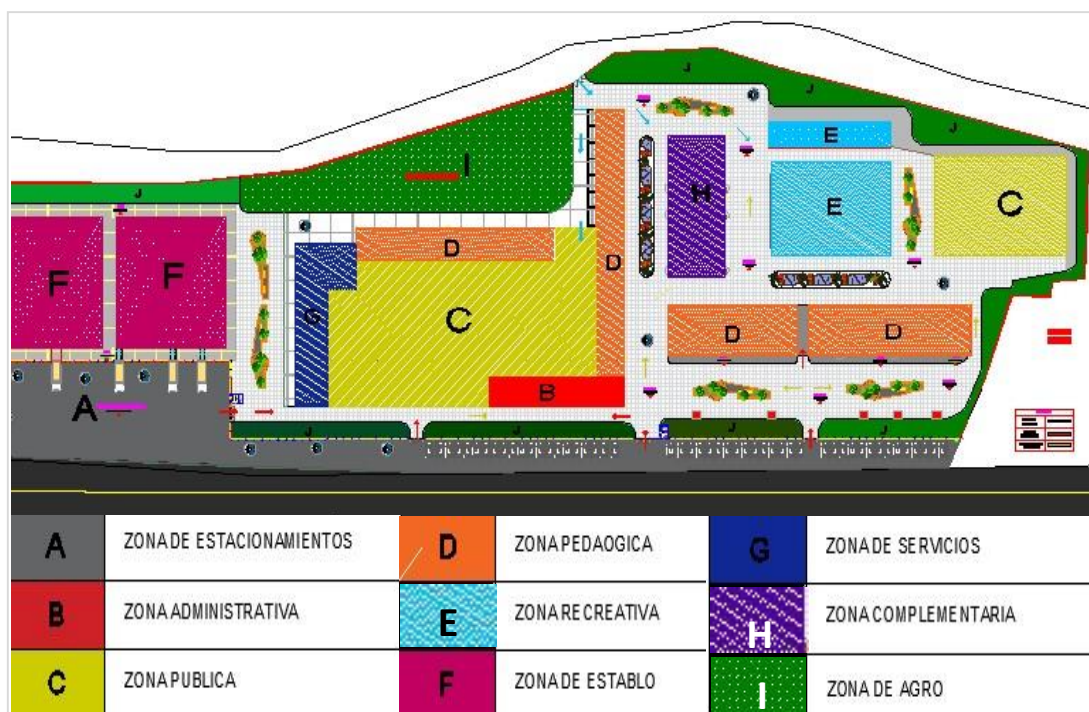 J
J
J
E
I
H
E
C
J
F
F
D
D
G
C
D
D
B
A
J
J
J
J
A ZONA DE ESTACIONAMIENTOS
D ZONA PEDAOGICA
G ZONA DE SERVICIOS
B ZONA ADMINISTRATIVA
E ZONA RECREATIVA
H ZONA COMPLEMENTARIA
C ZONA PUBLICA
F ZONA DE ESTABLO
I ZONA DE AGRO